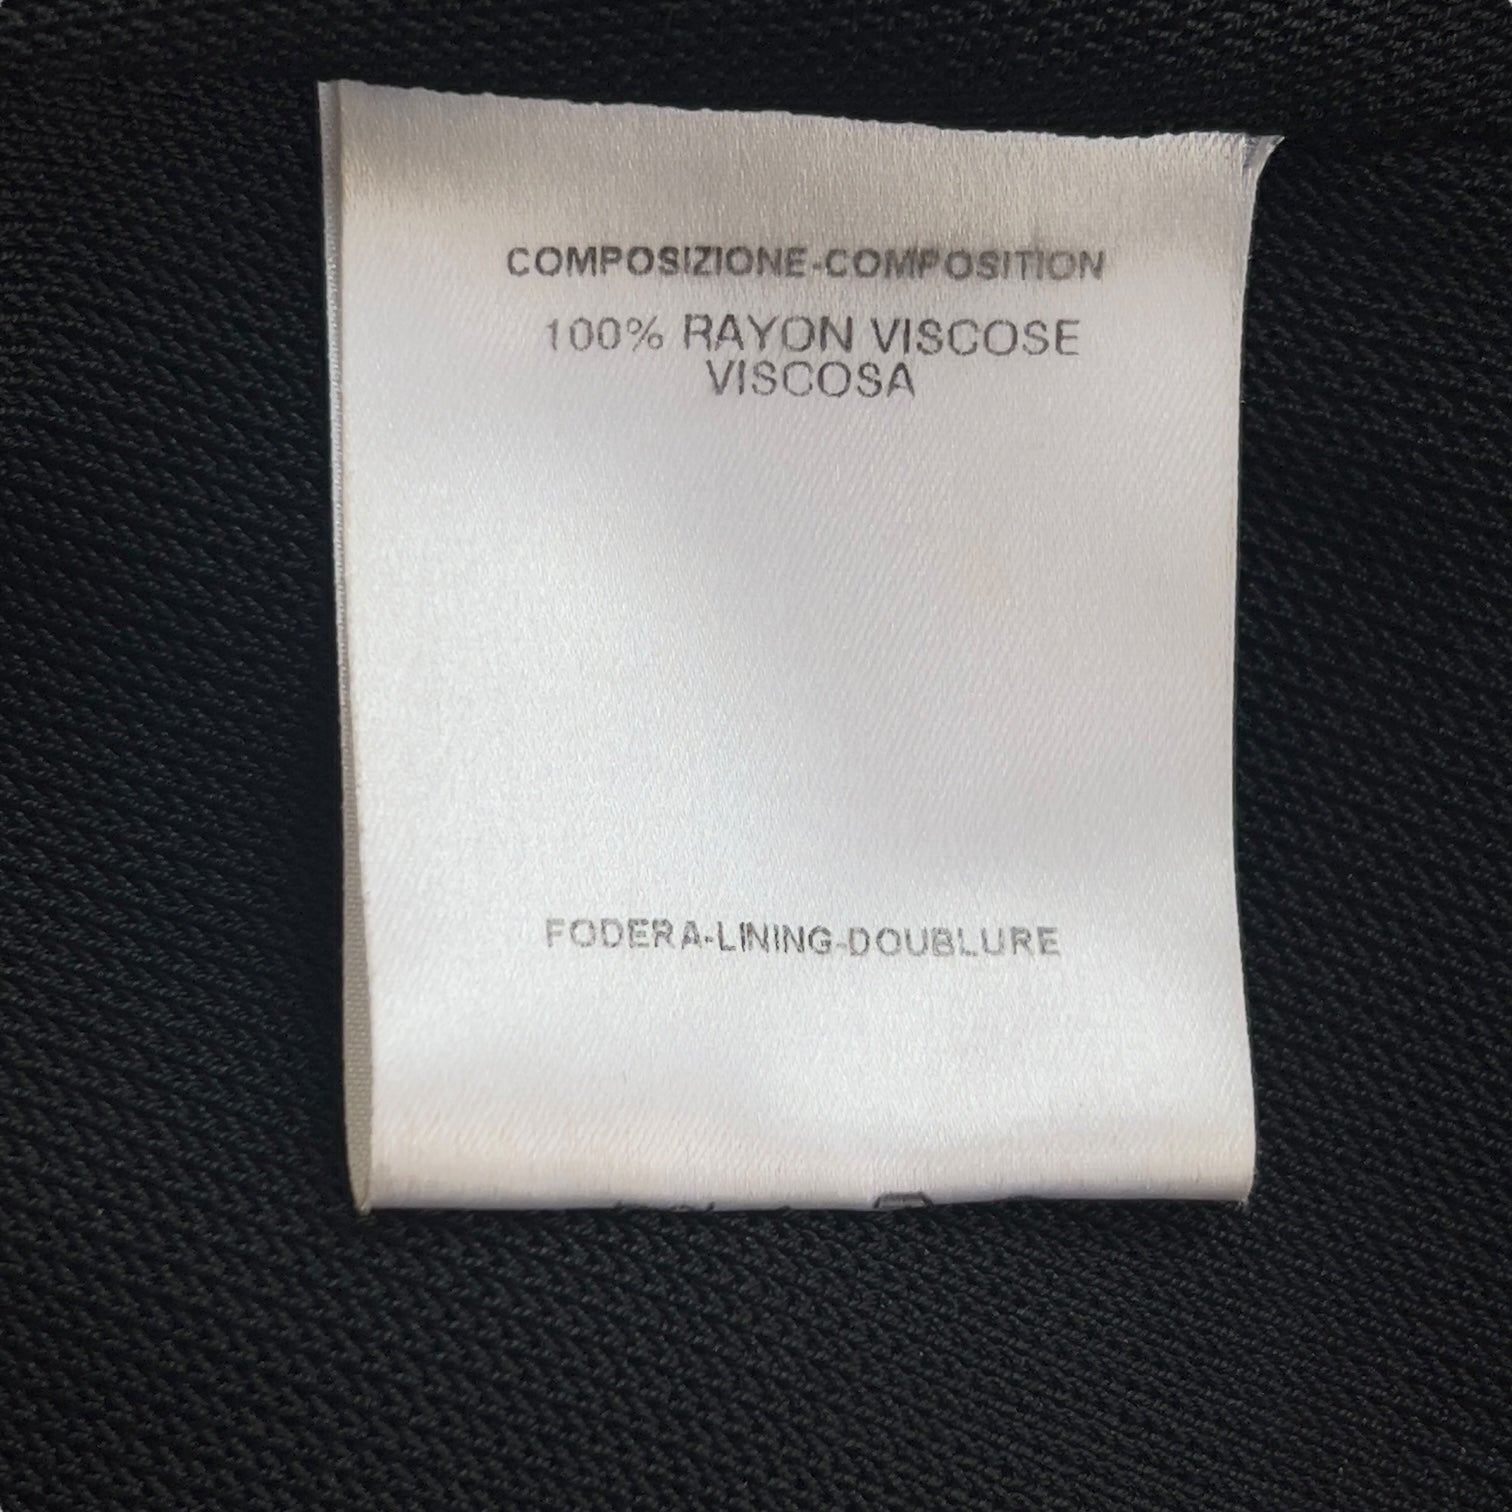 COMPOSIZIONE-COMPOSITION
100% RAYON VISCOSE
VISCOSA
FODERA-LINING-DOUBLURE